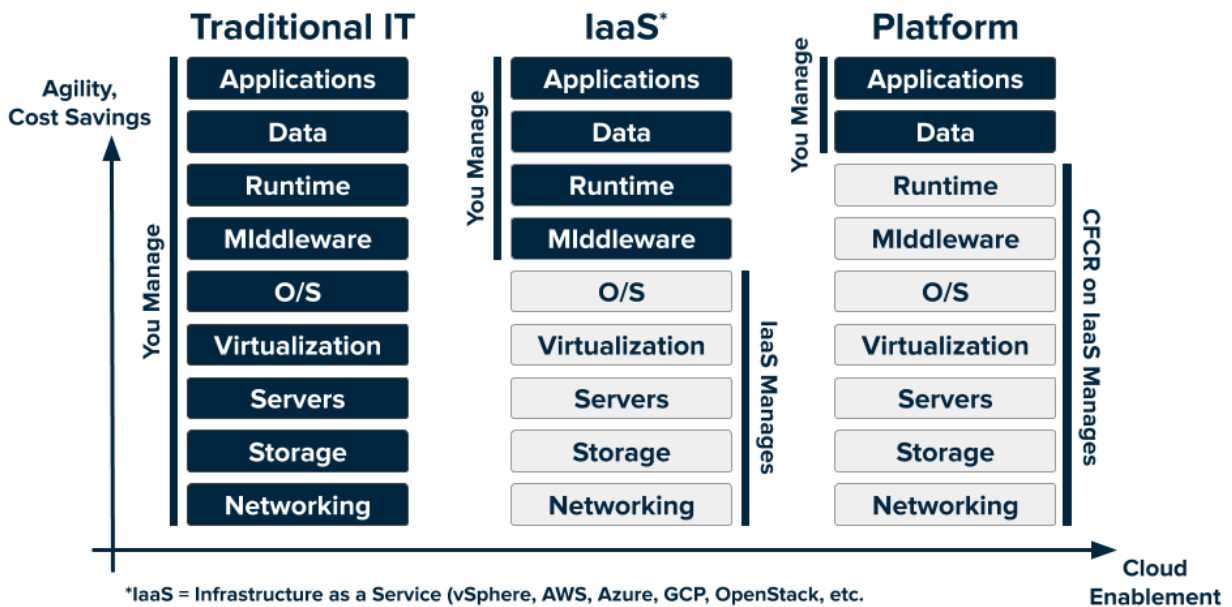 Traditional IT
IaaS*
Platform
Agility,
Cost Savings
You Manage
Applications
Data
Runtime
MIddleware
O/S
Virtualization
Servers
Storage
Networking
You Manage
Applications
Data
Runtime
MIddleware
O/S
Virtualization
Servers
Storage
Networking
IaaS Manages
You Manage
Applications
Data
Runtime
MIddleware
O/S
Virtualization
Servers
Storage
Networking
CFCR on IaaS Manages
Cloud
Enablement
*IaaS = Infrastructure as a Service (vSphere, AWS, Azure, GCP, OpenStack, etc.